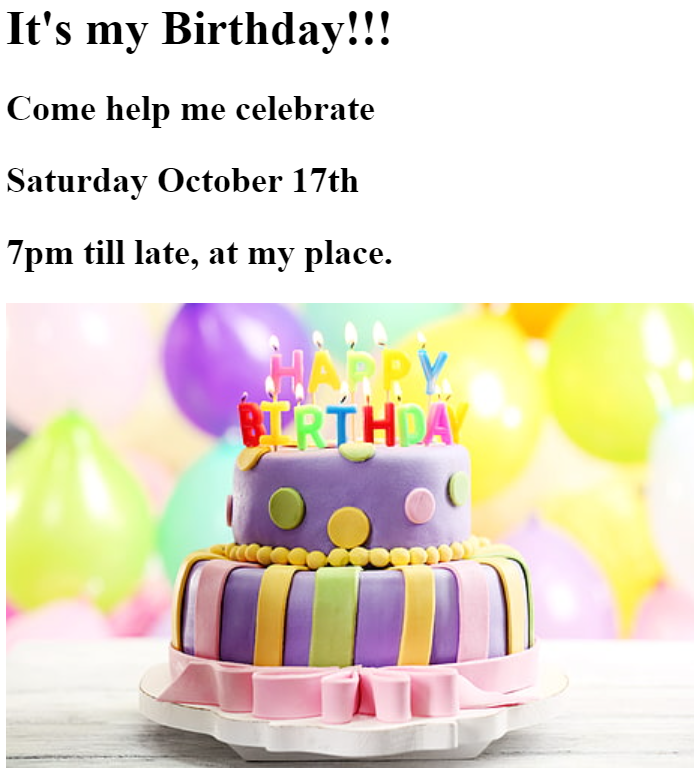 It's my Birthday!!!
Come help me celebrate
Saturday October 17th
7pm till late, at my place.
HAPPY
BIRTHDAY